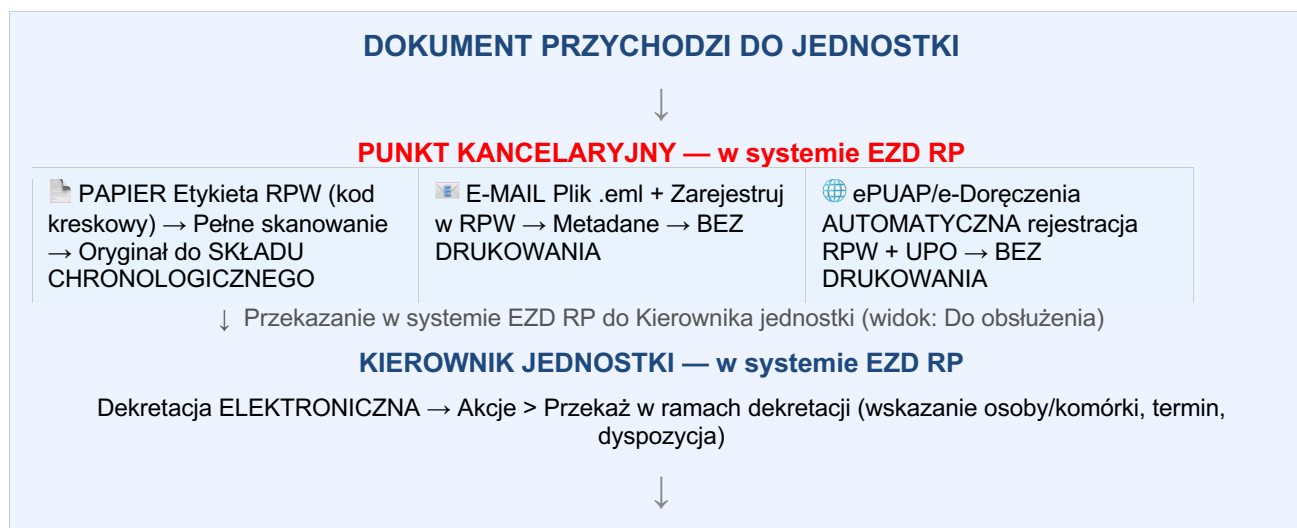 DOKUMENT PRZYCHODZI DO JEDNOSTKI
↓
PUNKT KANCELARYJNY — w systemie EZD RP
PAPIER Etykieta RPW (kod
kreskowy) → Pełne skanowanie
→ Oryginał do SKŁADU
CHRONOLOGICZNEGO
E-MAIL Plik .eml + Zarejestruj
w RPW → Metadane → BEZ
DRUKOWANIA
ePUAP/e-Doręczenia
AUTOMATYCZNA rejestracja
RPW + UPO → BEZ
DRUKOWANIA
↓ Przekazanie w systemie EZD RP do Kierownika jednostki (widok: Do obsłużenia)
KIEROWNIK JEDNOSTKI — w systemie EZD RP
Dekretacja ELEKTRONICZNA → Akcje > Przekaż w ramach dekretacji (wskazanie osoby/komórki, termin,
dyspozycja)
↓